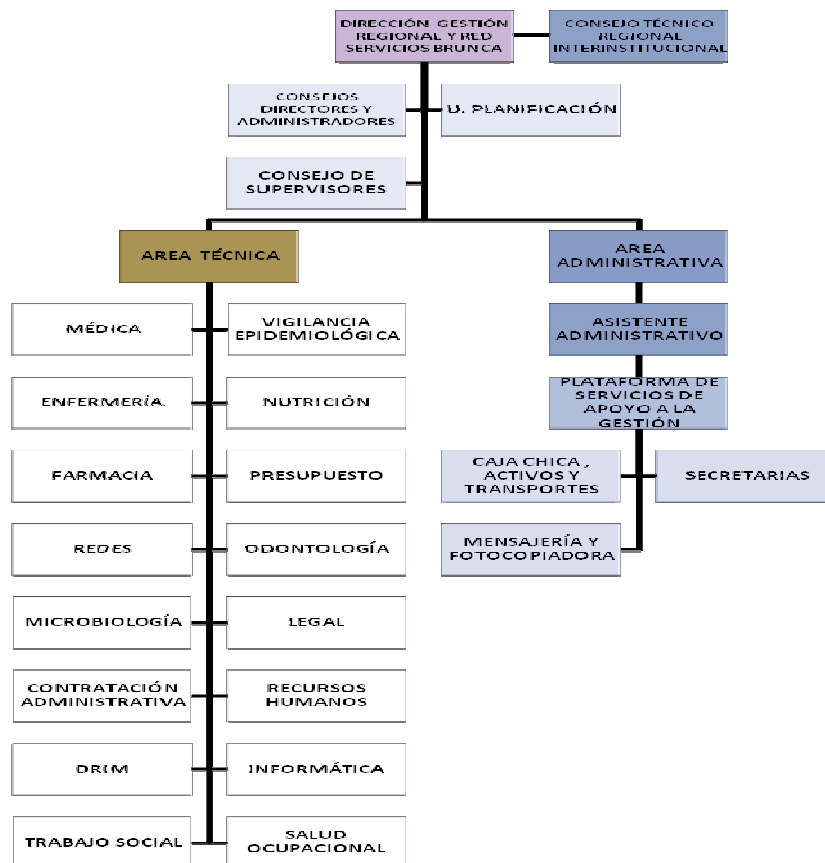 DIRECCIÓN GESTIÓN
REGIONAL Y RED
SERVICIOS BRUNCA
CONSEJO TÉCNICO
REGIONAL
INTERINSTITUCIONAL
CONSEJOS
DIRECTORES Y
ADMINISTRADORES
U. PLANIFICACIÓN
CONSEJO DE
SUPERVISORES
AREA TÉCNICA
AREA
ADMINISTRATIVA
MÉDICA
VIGILANCIA
EPIDEMIOLÓGICA
ASISTENTE
ADMINISTRATIVO
ENFERMERÍA
NUTRICIÓN
PLATAFORMA DE
SERVICIOS DE
APOYO A LA
GESTIÓN
FARMACIA
PRESUPUESTO
CAJA CHICA ,
ACTIVOS Y
TRANSPORTES
SECRETARIAS
REDES
ODONTOLOGÍA
MENSAJERÍA Y
FOTOCOPIADORA
MICROBIOLOGÍA
LEGAL
CONTRATACIÓN
ADMINISTRATIVA
RECURSOS
HUMANOS
DRIM
INFORMÁTICA
TRABAJO SOCIAL
SALUD
OCUPACIONAL